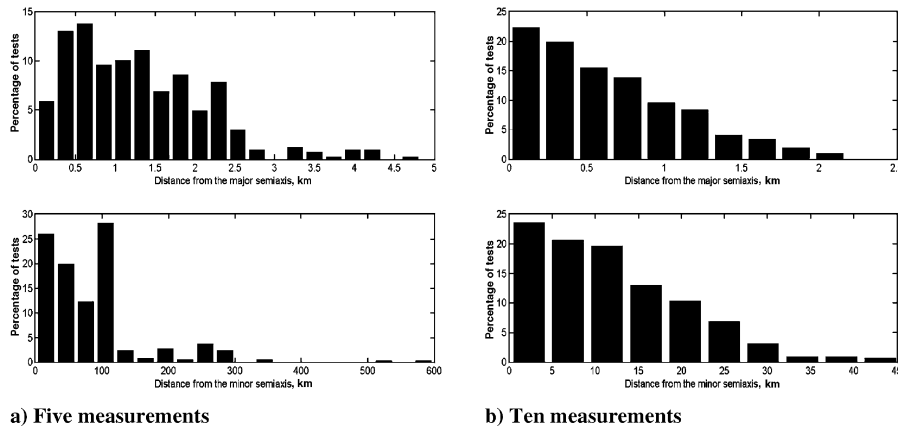 Percentage of tests
15
10
5
0
0 0.5 1 1.5 2 2.5 3 3.5 4 4.5 5
Distance from the major semiaxis, km
Percentage of tests
30
25
20
15
10
5
0
0 100 200 300 400 500 600
Distance from the minor semiaxis, km
a) Five measurements
Percentage of tests
25
20
15
10
5
0
0 0.5 1 1.5 2 2.5
Distance from the major semiaxis, km
Percentage of tests
25
20
15
10
5
0
0 5 10 15 20 25 30 35 40 45
Distance from the minor semiaxis, km
b) Ten measurements